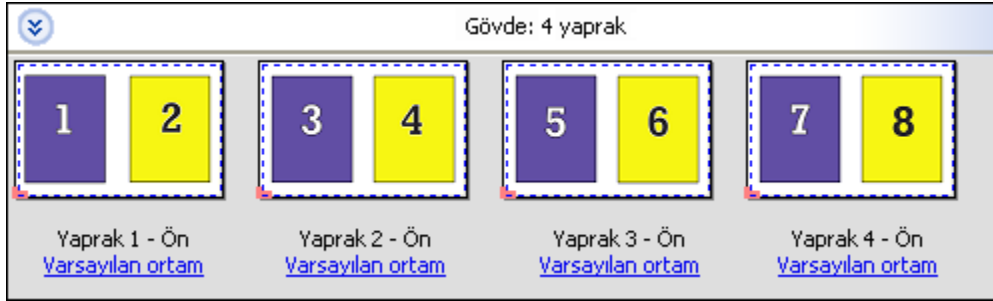 Gövde: 4 yaprak
1 2 3 4 5 6 7 8
Yaprak 1 - Ön Yaprak 2 - Ön Yaprak 3 - Ön Yaprak 4 - Ön
Varsayılan ortam Varsayılan ortam Varsayılan ortam Varsayılan ortam